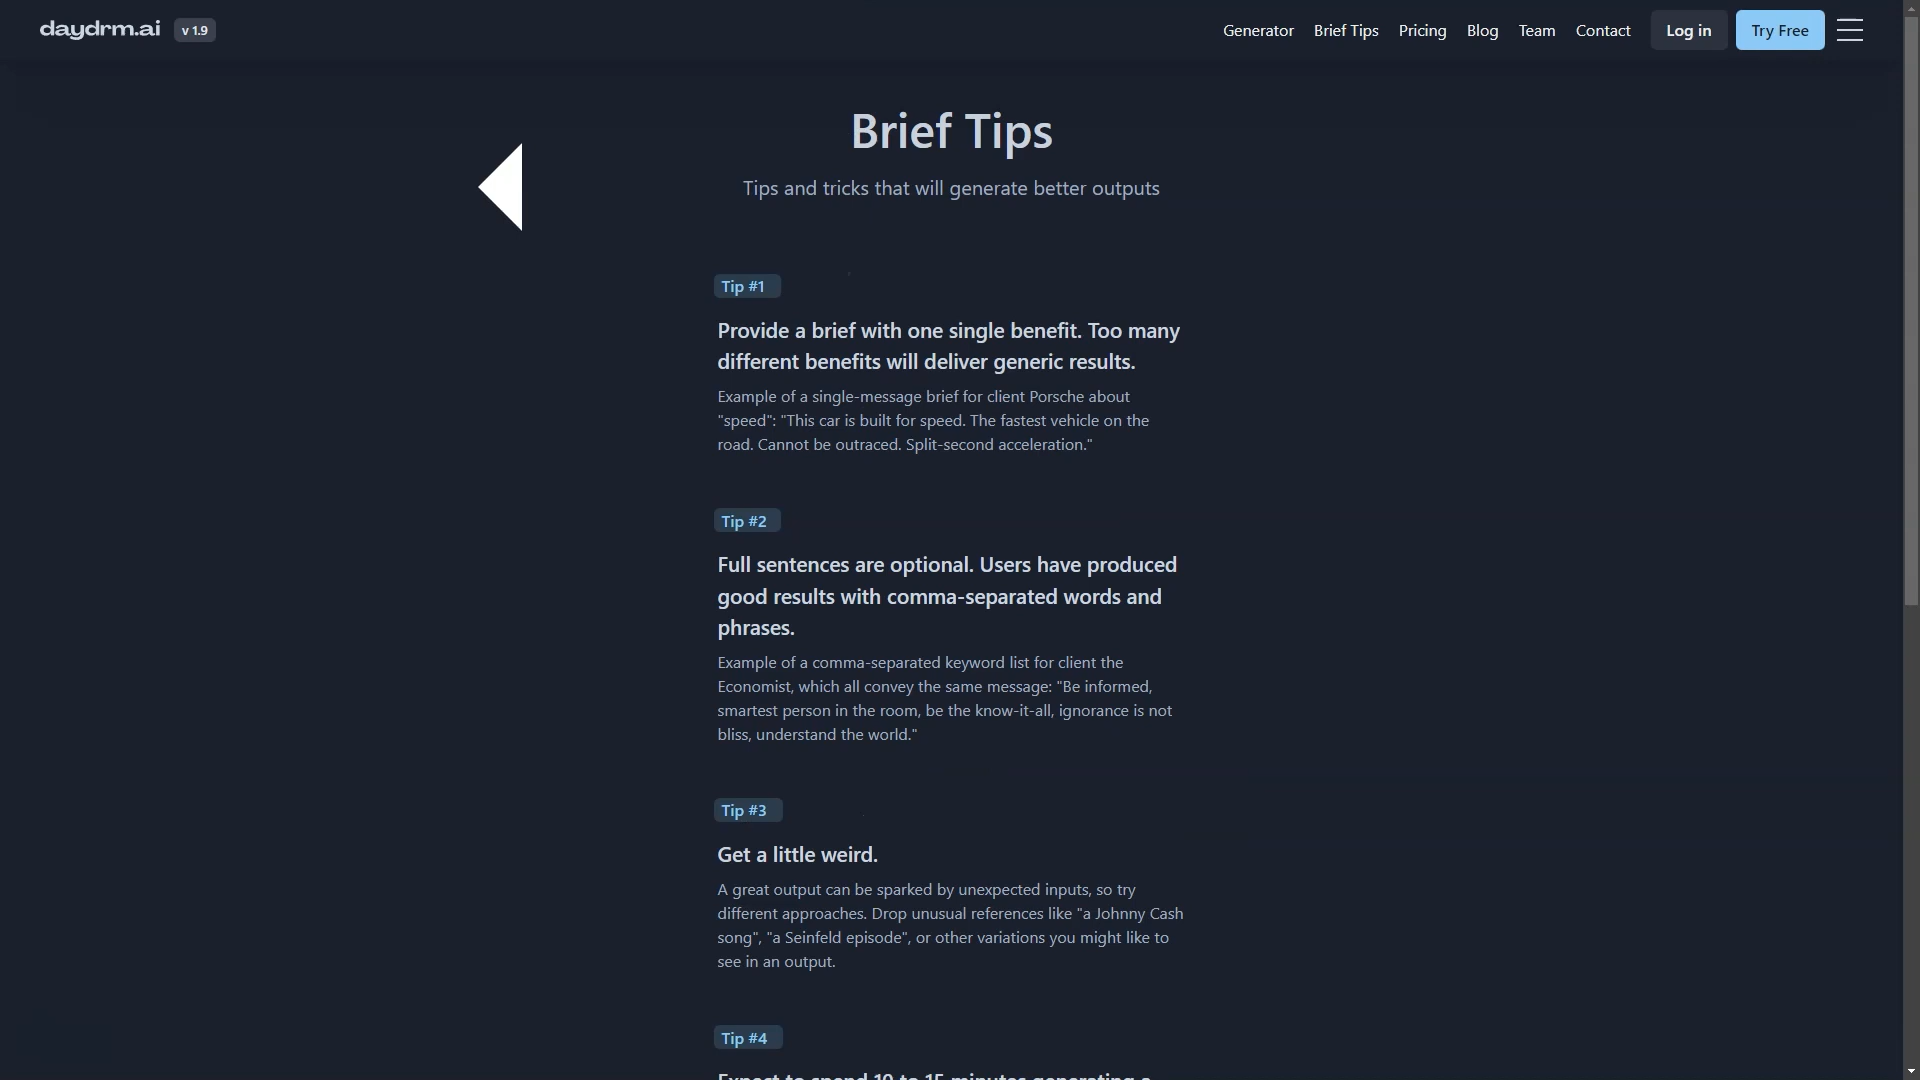 daydrm.ai
v 1.9
Generator
Brief Tips
Pricing
Blog
Team
Contact
Log in
Try Free
Brief Tips
Tips and tricks that will generate better outputs
Tip #1
Provide a brief with one single benefit. Too many
different benefits will deliver generic results.
Example of a single-message brief for client Porsche about
"speed": "This car is built for speed. The fastest vehicle on the
road. Cannot be outraced. Split-second acceleration."
Tip #2
Full sentences are optional. Users have produced
good results with comma-separated words and
phrases.
Example of a comma-separated keyword list for client the
Economist, which all convey the same message: "Be informed,
smartest person in the room, be the know-it-all, ignorance is not
bliss, understand the world."
Tip #3
Get a little weird.
A great output can be sparked by unexpected inputs, so try
different approaches. Drop unusual references like "a Johnny Cash
song", "a Seinfeld episode", or other variations you might like to
see in an output.
Tip #4
Expect to spend 10 to 15 minutes generating a